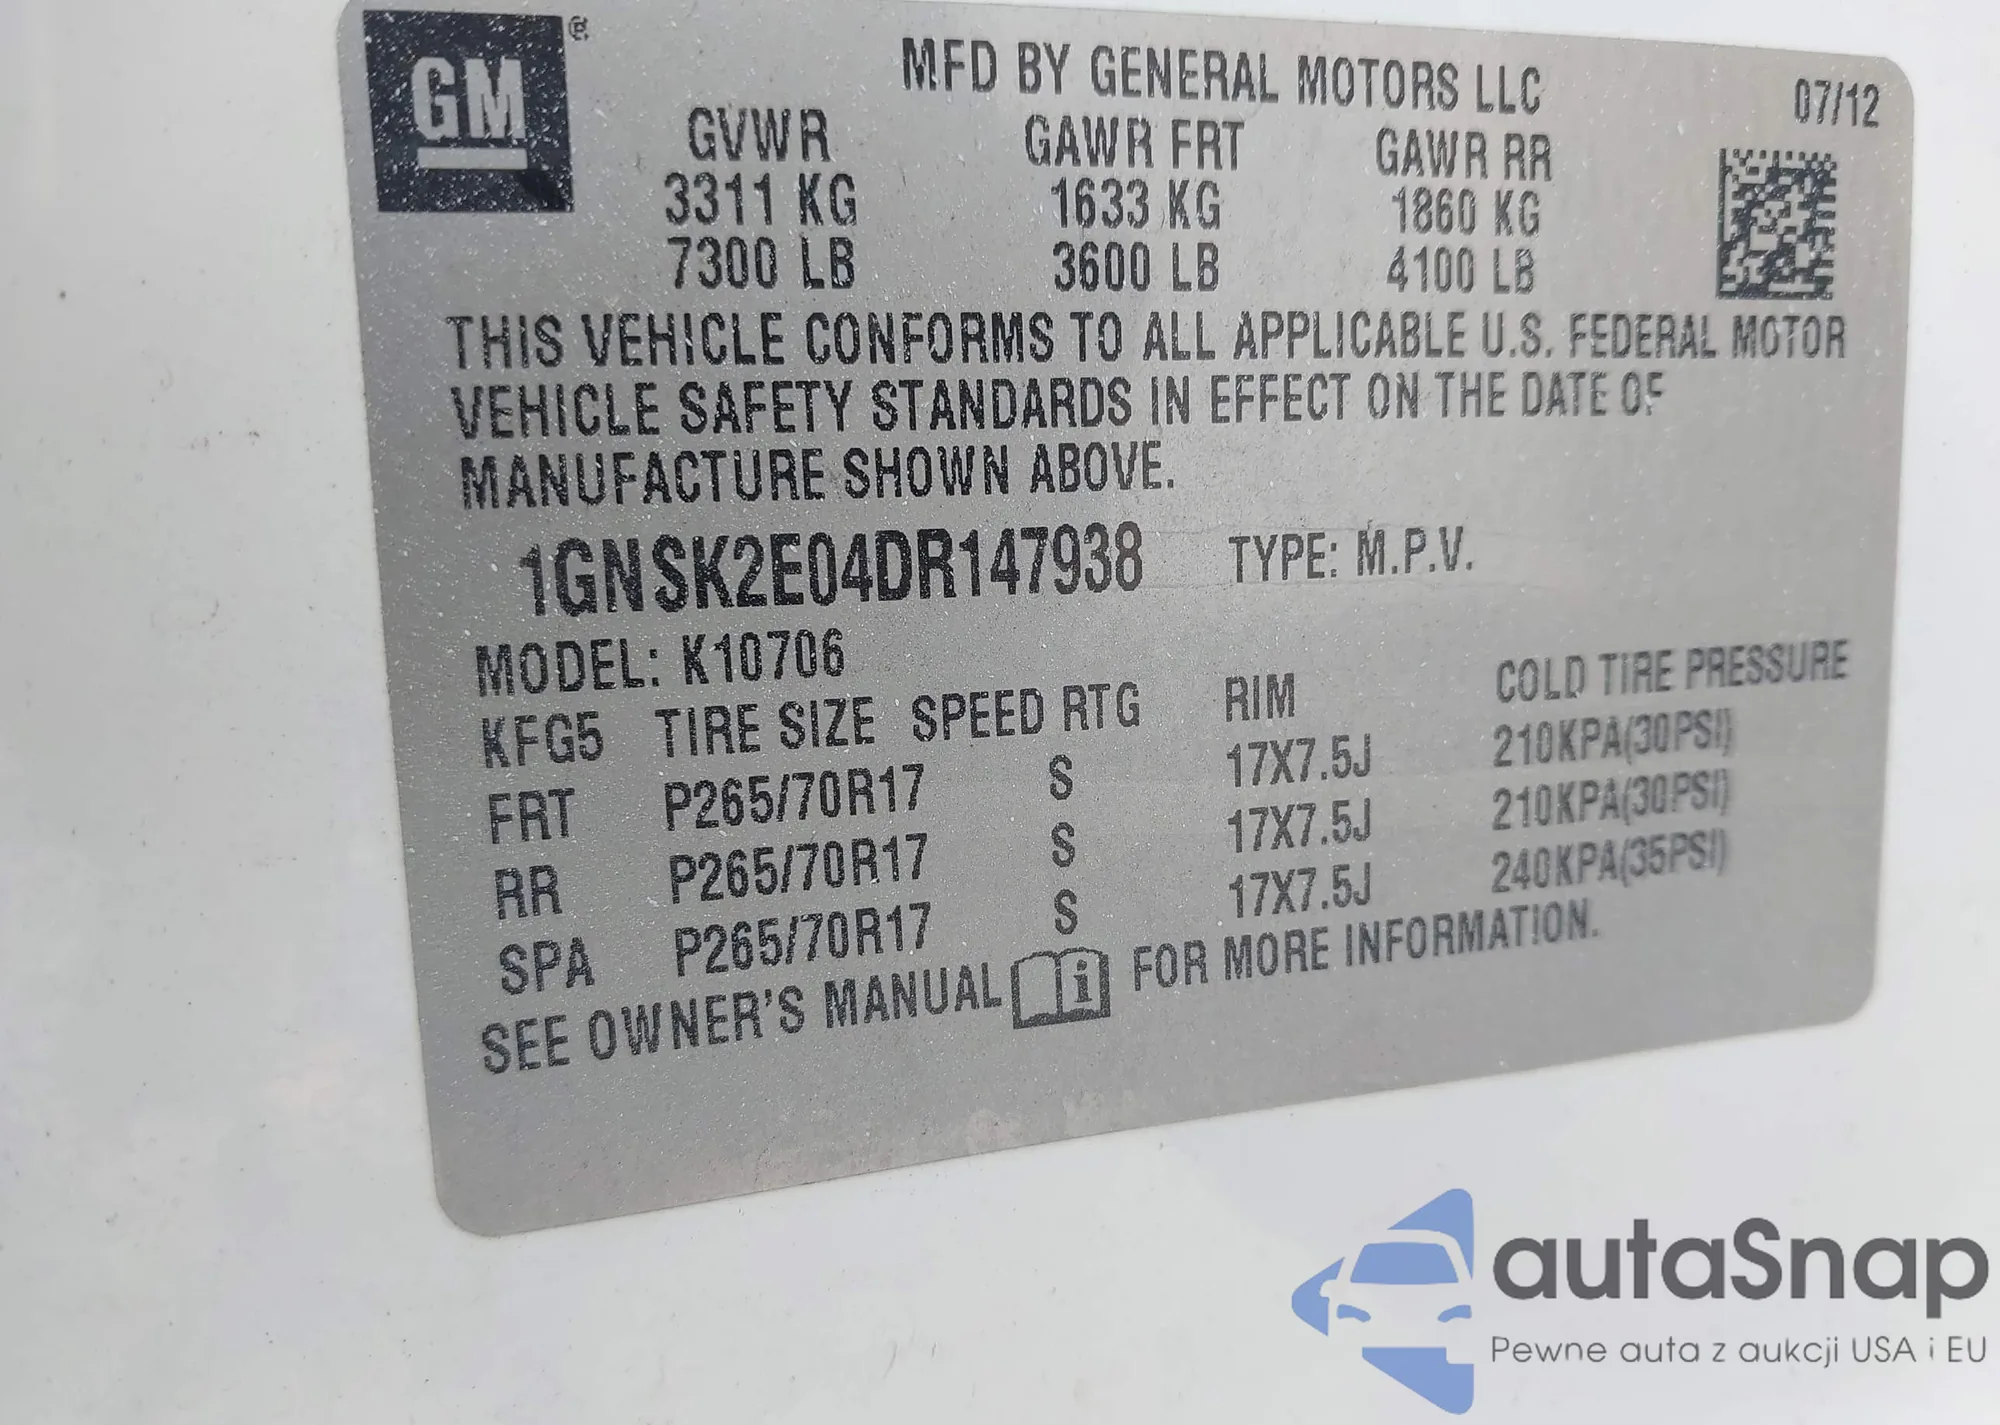 GM
MFD BY GENERAL MOTORS LLC 07/12
GVWR GAWR FRT GAWR RR
3311 KG 1633 KG 1860 KG
7300 LB 3600 LB 4100 LB
THIS VEHICLE CONFORMS TO ALL APPLICABLE U.S. FEDERAL MOTOR
VEHICLE SAFETY STANDARDS IN EFFECT ON THE DATE OF
MANUFACTURE SHOWN ABOVE.
1GNSK2E04DR147938 TYPE: M.P.V.
MODEL: K10706
KFG5 TIRE SIZE SPEED RTG RIM COLD TIRE PRESSURE
FRT P265/70R17 S 17X7.5J 210KPA(30PSI)
RR P265/70R17 S 17X7.5J 210KPA(30PSI)
SPA P265/70R17 S 17X7.5J 240KPA(35PSI)
SEE OWNER'S MANUAL i FOR MORE INFORMATION.
autaSnap
Pewne auta z aukcji USA i EU